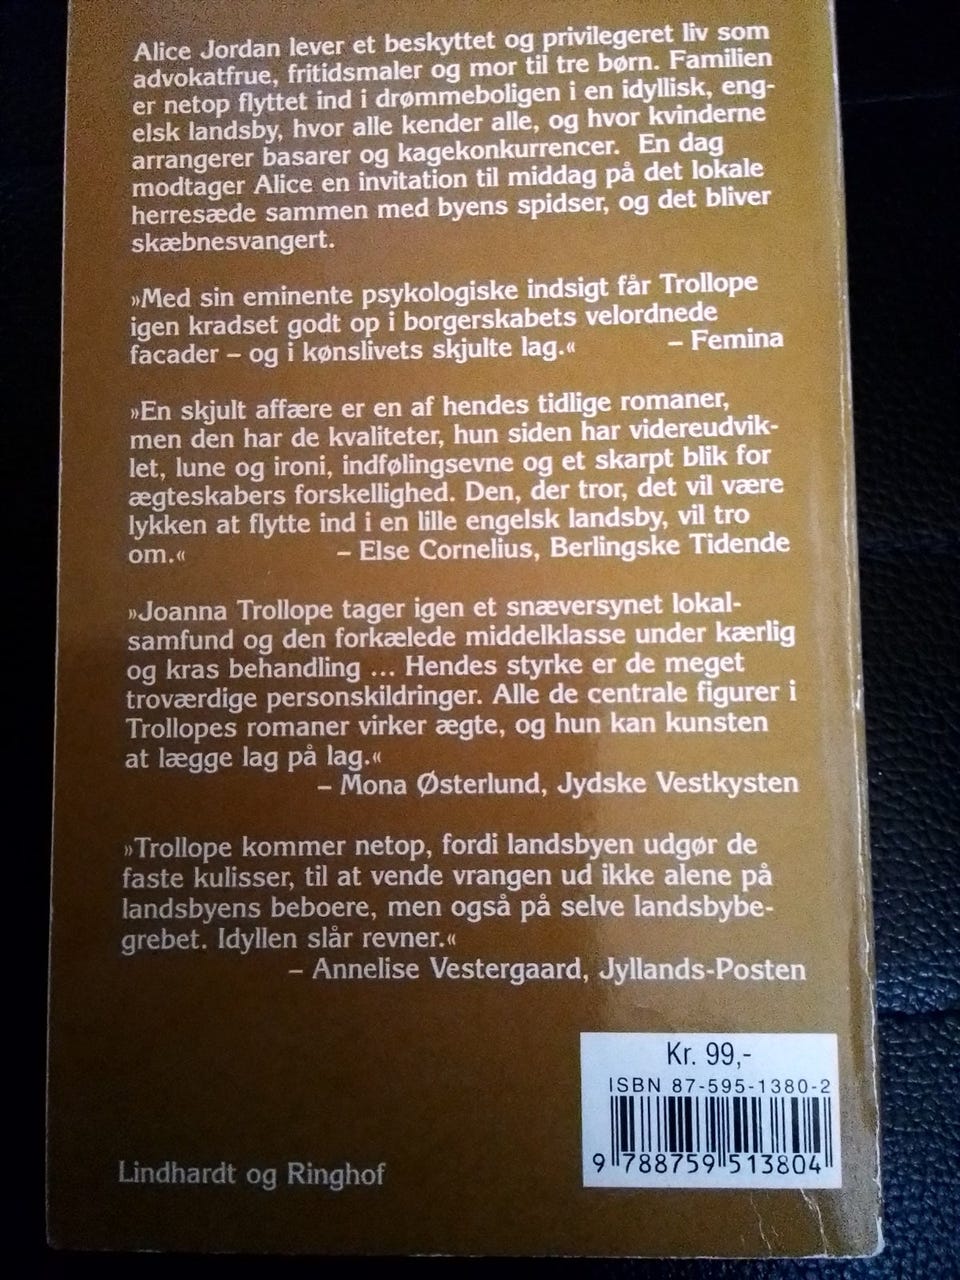 Alice Jordan lever et beskyttet og privilegeret liv som
advokatfrue, fritidsmaler og mor til tre børn. Familien
er netop flyttet ind i drømmeboligen i en idyllisk, eng-
elsk landsby, hvor alle kender alle, og hvor kvinderne
arrangerer basarer og kagekonkurrencer. En dag
modtager Alice en invitation til middag på det lokale
herresæde sammen med byens spidser, og det bliver
skæbnesvangert.
»Med sin eminente psykologiske indsigt får Trollope
igen kradset godt op i borgerskabets velordnede
facader – og i kønslivets skjulte lag.« – Femina
»En skjult affære er en af hendes tidlige romaner,
men den har de kvaliteter, hun siden har videreudvik-
let, lune og ironi, indfølingsevne og et skarpt blik for
ægteskabers forskellighed. Den, der tror, det vil være
lykken at flytte ind i en lille engelsk landsby, vil tro
om.« – Else Cornelius, Berlingske Tidende
»Joanna Trollope tager igen et snæversynet lokal-
samfund og den forkælede middelklasse under kærlig
og kras behandling ... Hendes styrke er de meget
troværdige personskildringer. Alle de centrale figurer i
Trollopes romaner virker ægte, og hun kan kunsten
at lægge lag på lag.«
– Mona Østerlund, Jydske Vestkysten
»Trollope kommer netop, fordi landsbyen udgør de
faste kulisser, til at vende vrangen ud ikke alene på
landsbyens beboere, men også på selve landsbybe-
grebet. Idyllen slår revner.«
– Annelise Vestergaard, Jyllands-Posten
Kr. 99,-
ISBN 87-595-1380-2
9 788759 513804
Lindhardt og Ringhof